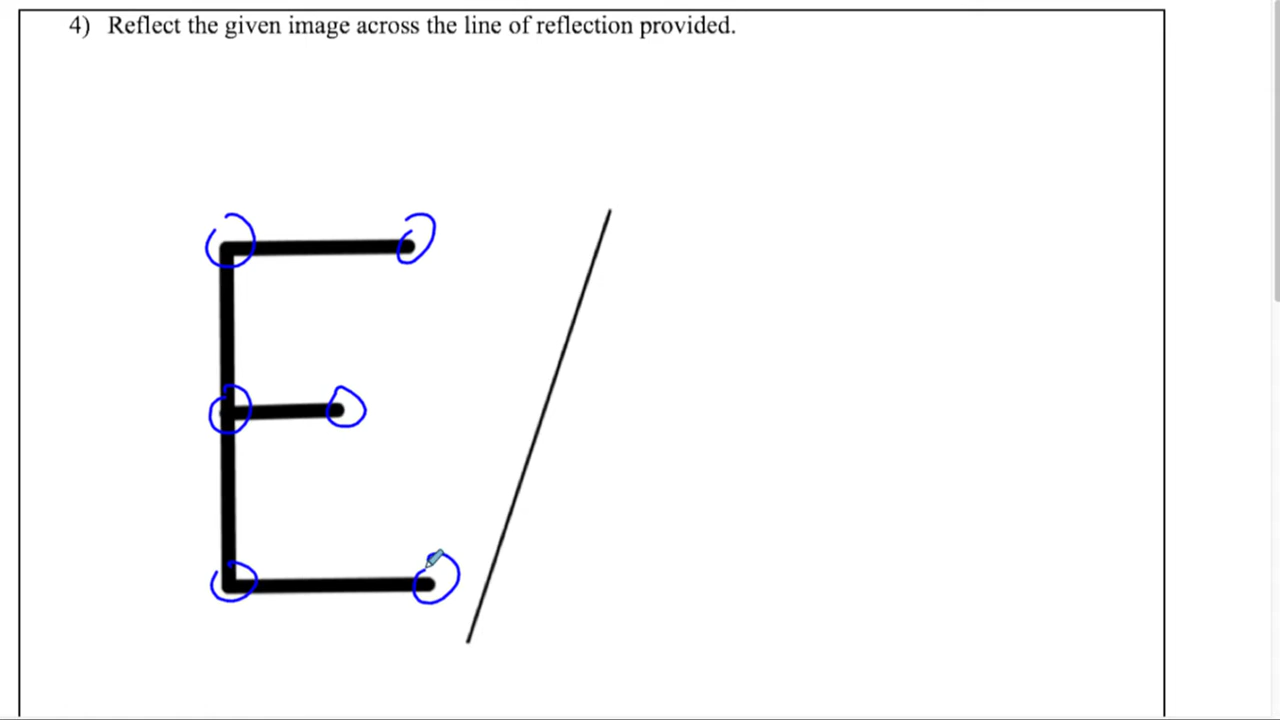 4) Reflect the given image across the line of reflection provided.